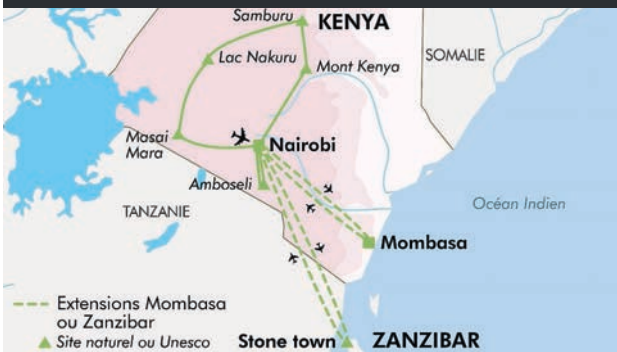 Samburu
KENYA
SOMALIE
Lac Nakuru
Mont Kenya
Masai
Mara
Nairobi
Amboseli
TANZANIE
Océan Indien
Mombasa
Extensions Mombasa
ou Zanzibar
Site naturel ou Unesco
Stone town
ZANZIBAR